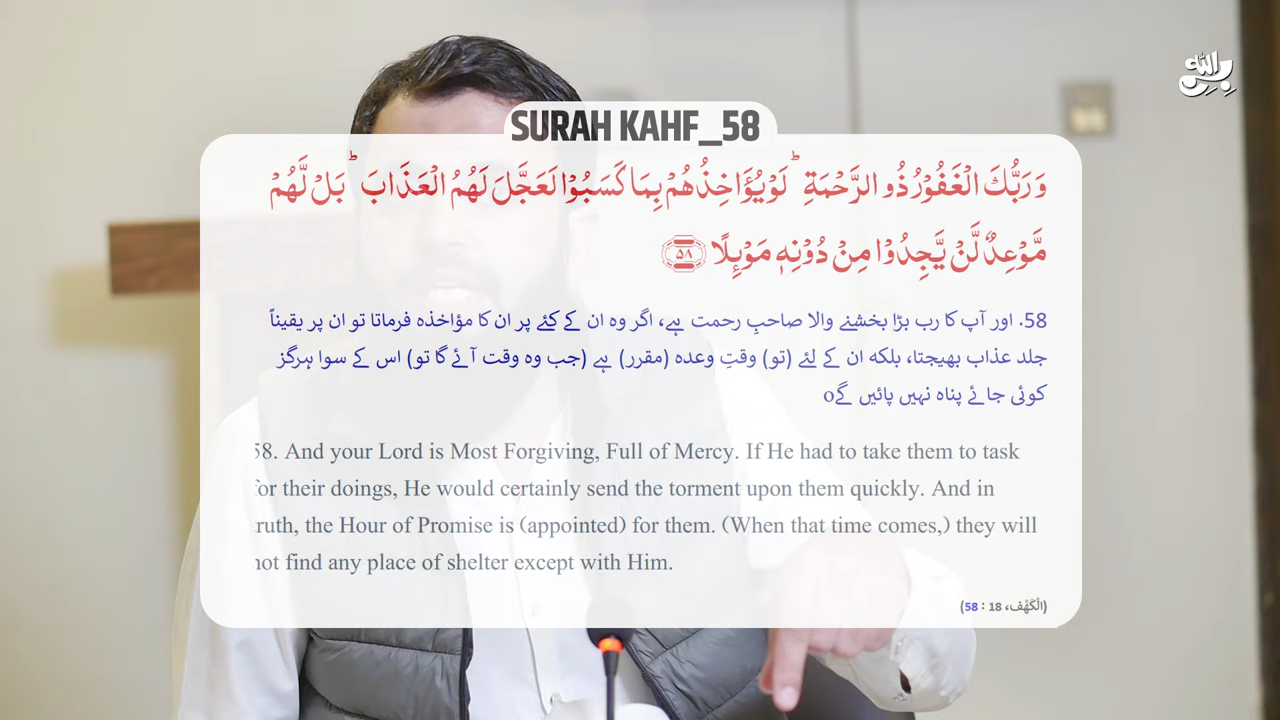 بسم الله
SURAH KAHF_58
وَ رَبُّكَ الْغَفُوْرُ ذُو الرَّحْمَةِ ؕ لَوْ يُؤَاخِذُهُمْ بِمَا كَسَبُوْا لَعَجَّلَ لَهُمُ الْعَذَابَ ؕ بَلْ لَّهُمْ
مَّوْعِدٌ لَّنْ يَّجِدُوْا مِنْ دُوْنِهٖ مَوْىِٕلًا ۵۸
58. اور آپ کا رب بڑا بخشنے والا صاحبِ رحمت ہے، اگر وہ ان کے کئے پر ان کا مؤاخذہ فرماتا تو ان پر یقیناً
جلد عذاب بھیجتا، بلکہ ان کے لئے (تو) وقتِ وعدہ (مقرر) ہے (جب وہ وقت آئے گا تو) اس کے سوا ہرگز
کوئی جائے پناہ نہیں پائیں گےo
58. And your Lord is Most Forgiving, Full of Mercy. If He had to take them to task
for their doings, He would certainly send the torment upon them quickly. And in
ruth, the Hour of Promise is (appointed) for them. (When that time comes,) they will
not find any place of shelter except with Him.
(الْكَهْف، 18 : 58)